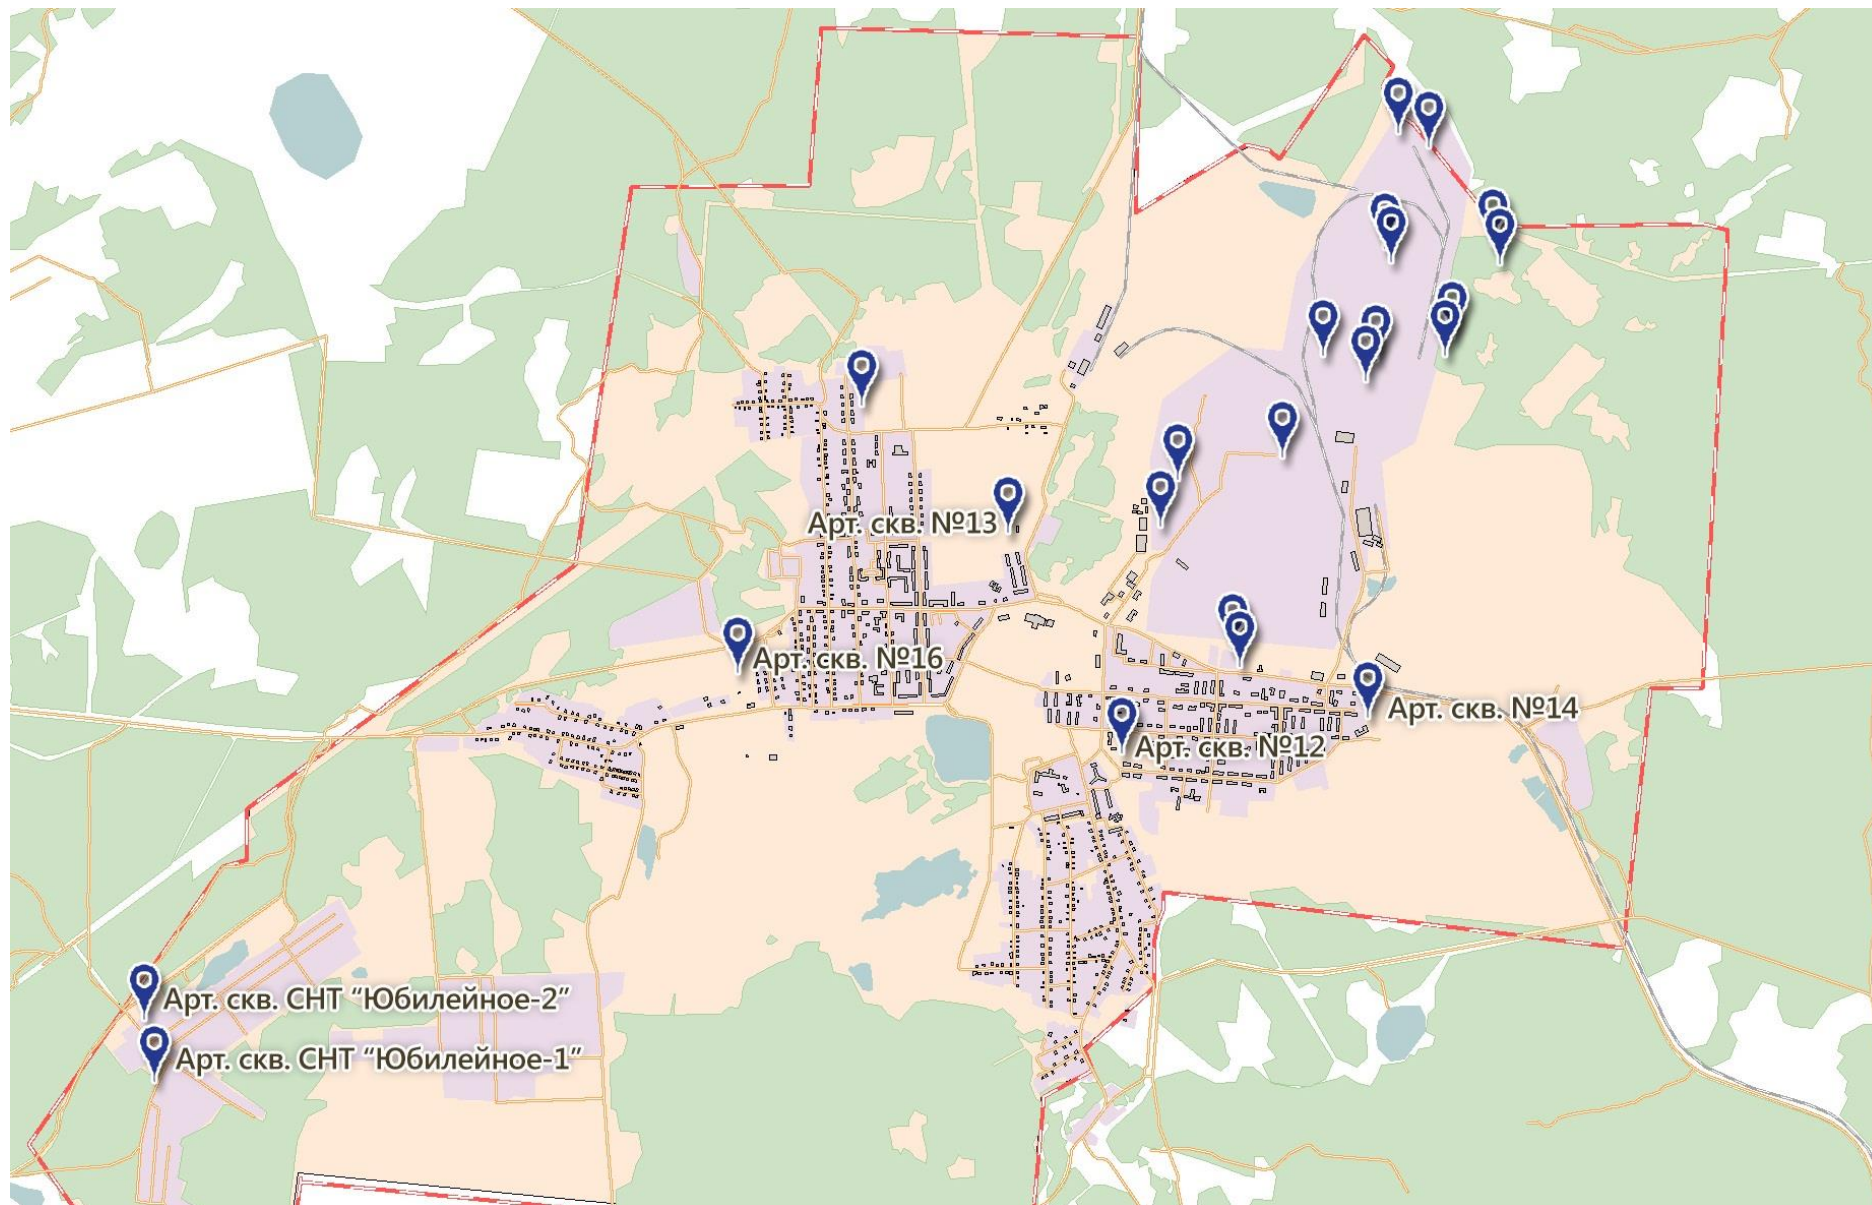 Арт. скв. №13
Арт. скв. №16
Арт. скв. №14
Арт. скв. №12
Арт. скв. СНТ “Юбилейное-2”
Арт. скв. СНТ “Юбилейное-1”